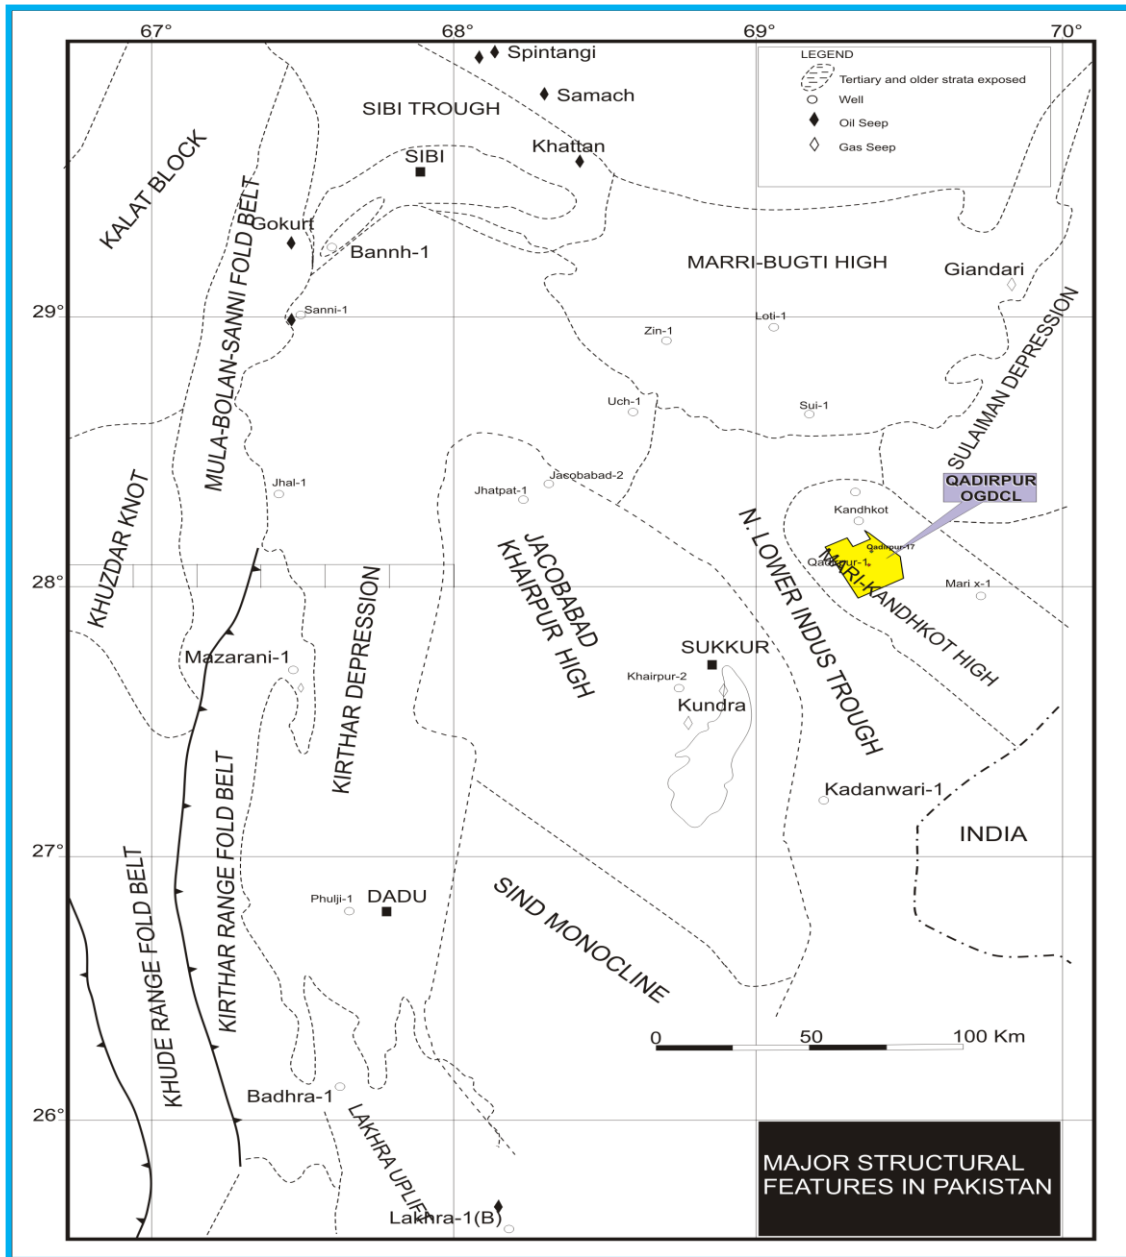 67°
68°
69°
70°
LEGEND
Tertiary and older strata exposed
Well
Oil Seep
Gas Seep
Spintangi
Samach
SIBI TROUGH
Khattan
SIBI
KALAT BLOCK
Gokurt
Bannh-1
MULA-BOLAN-SANNI FOLD BELT
MARRI-BUGTI HIGH
Giandari
29°
Sanni-1
Loti-1
Zin-1
SULAIMAN DEPRESSION
Uch-1
Sui-1
Jhal-1
Jhatpat-1
Jacobabad-2
QADIRPUR
OGDCL
Kandhkot
KHUZDAR KNOT
JACOBABAD
KHAIRPUR HIGH
N. LOWER INDUS TROUGH
Qadirpur-17
Qadirpur-1
MARI-KANDHKOT HIGH
28°
Mari x-1
KIRTHAR DEPRESSION
Mazarani-1
SUKKUR
Khairpur-2
Kundra
Kadanwari-1
INDIA
27°
KIRTHAR RANGE FOLD BELT
KHUDE RANGE FOLD BELT
Phulji-1
DADU
SIND MONOCLINE
0
50
100 Km
Badhra-1
26°
LAKHRA UPLIFT
Lakhra-1(B)
MAJOR STRUCTURAL
FEATURES IN PAKISTAN